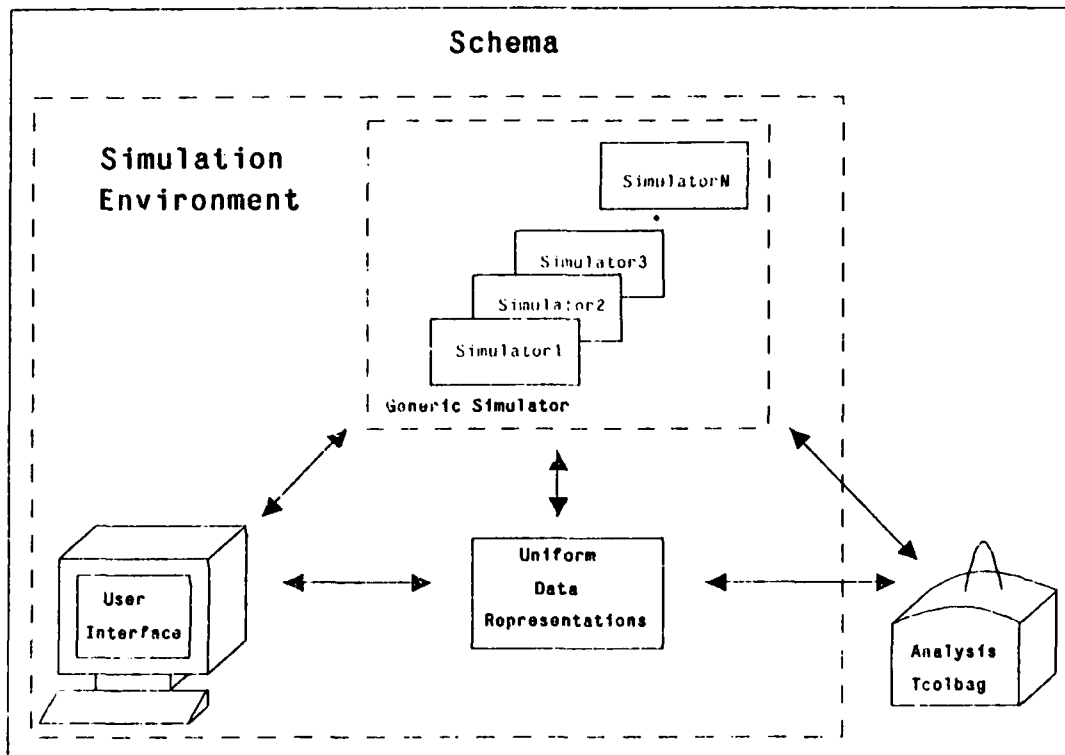 Schema
Simulation
Environment
SimulatorN
Simulator3
Simulator2
Simulator1
Generic Simulator
User
Interface
Uniform
Data
Representations
Analysis
Toolbag